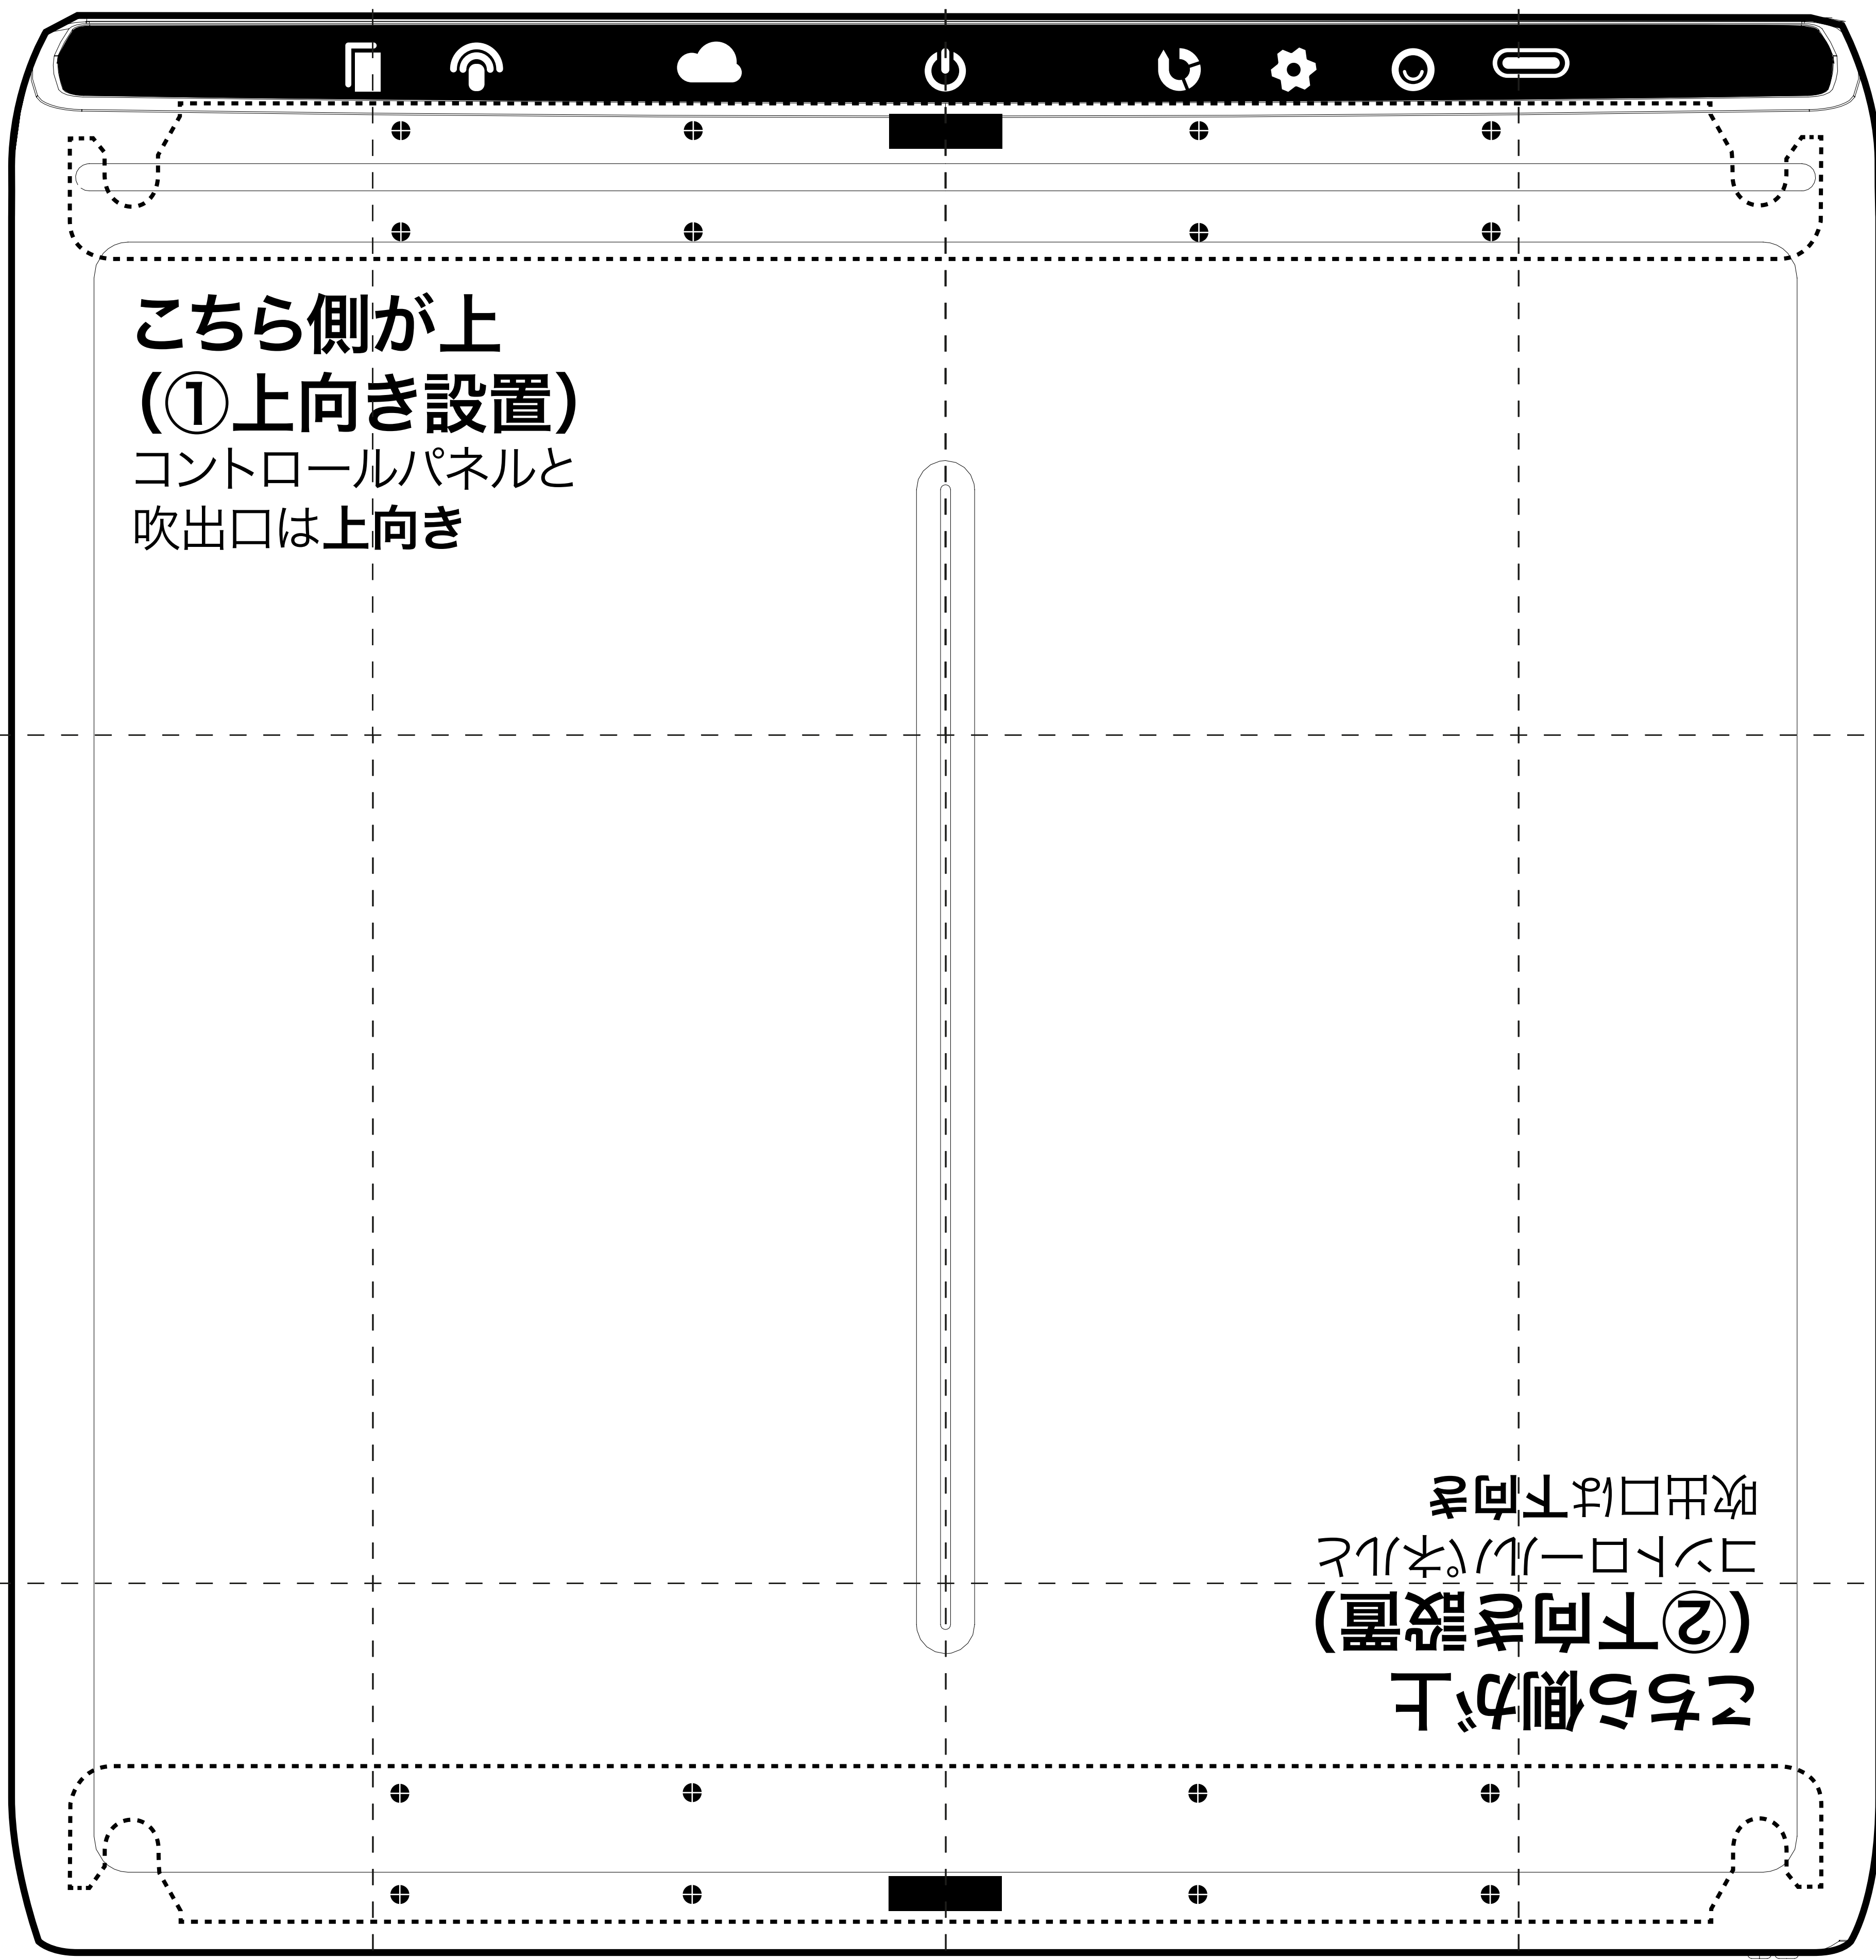 こちら側が上
(①上向き設置)
コントロールパネルと
吹出口は上向き
こちら側が上
(②下向き設置)
コントロールパネルと
吹出口は下向き